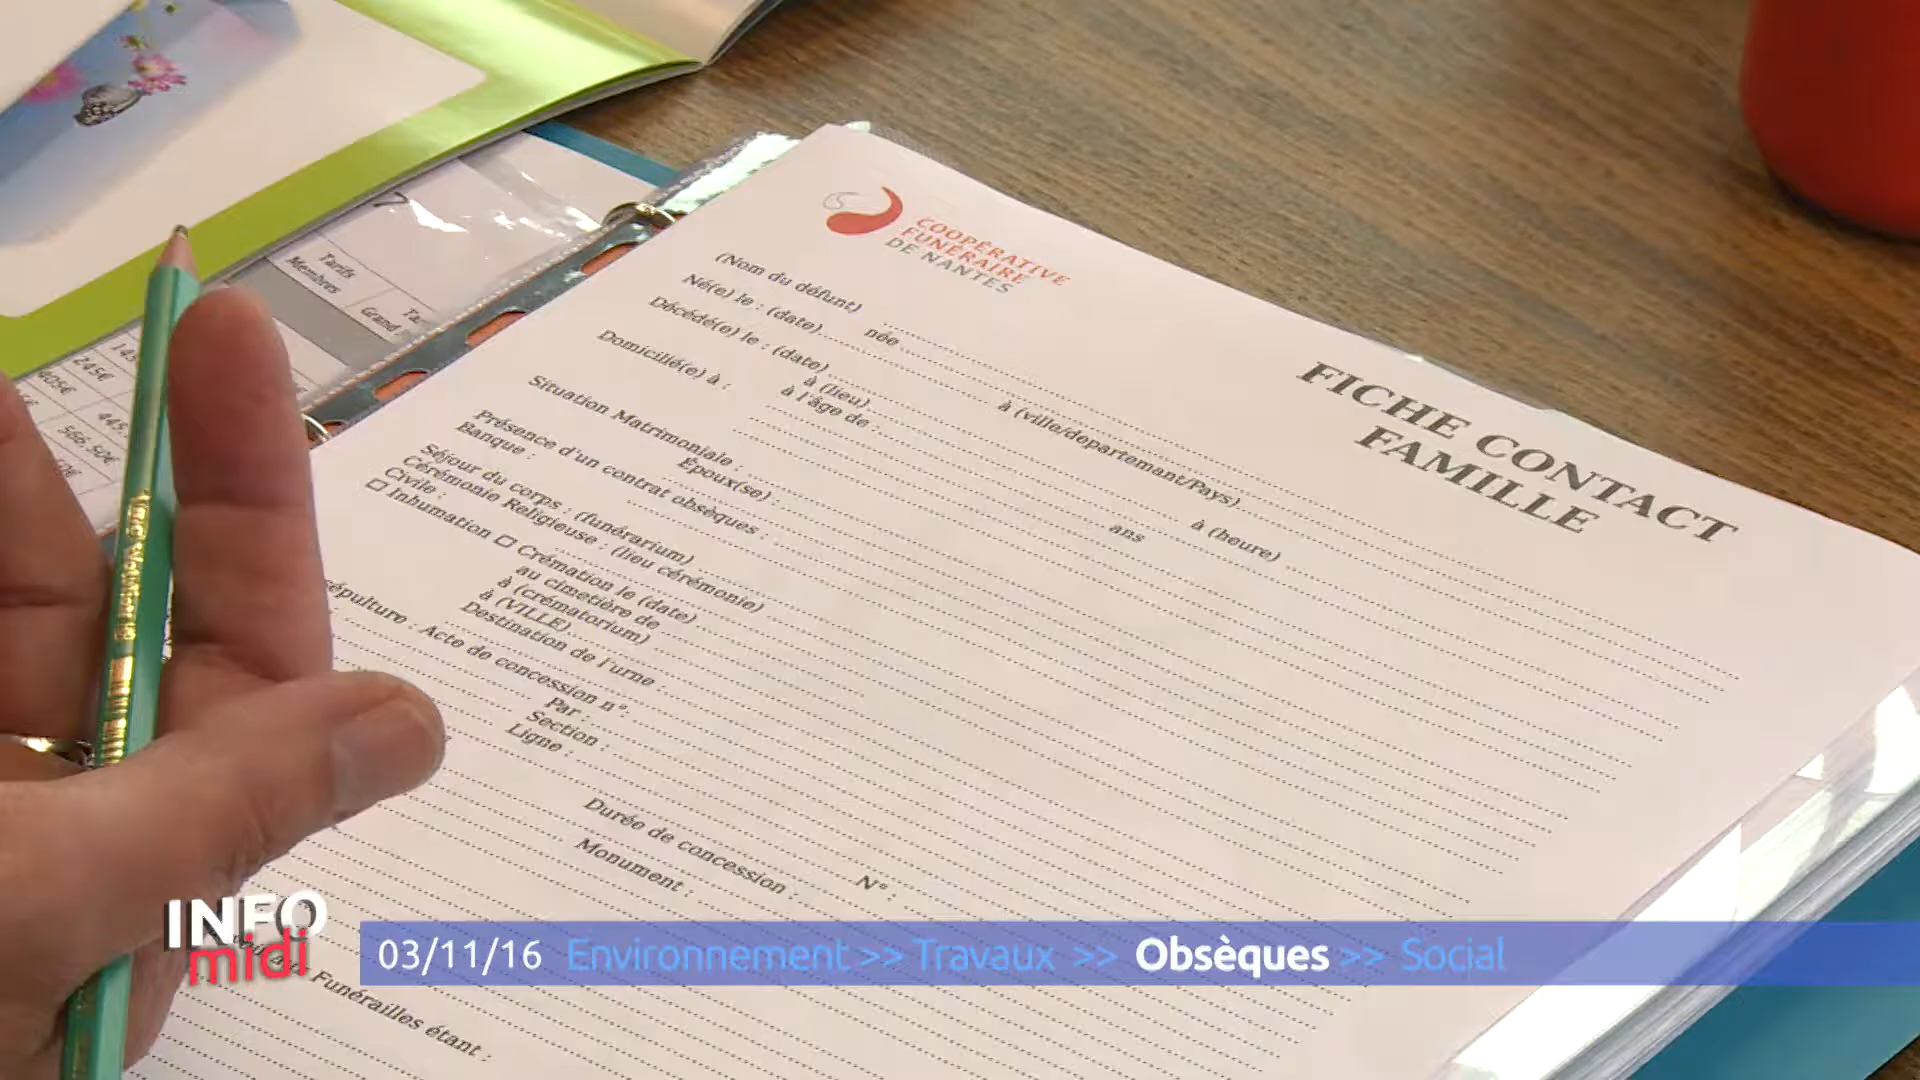 COOPÉRATIVE
FUNÉRAIRE
DE NANTES
FICHE CONTACT
FAMILLE
(Nom du défunt)
Né(e) le : (date) née
à (ville/departemant/Pays)
Décédé(e) le : (date)
à (lieu) à (heure)
à l'âge de ans
Domicilié(e) à :
Situation Matrimoniale :
Époux(se) :
Présence d'un contrat obsèques :
Banque :
Séjour du corps : (funérarium)
Cérémonie Religieuse : (lieu cérémonie)
Civile :
□ Inhumation □ Crémation le (date)
au cimetière de
à (crématorium)
à (VILLE)
Destination de l'urne :
épulture : Acte de concession n°:
Par :
Section :
Ligne :
Durée de concession : N° :
Monument :
Funérailles étant :
Tarifs
Membres
Grand
405€
245€
566,50€
INFO
midi
03/11/16 Environnement >> Travaux >> Obsèques >> Social